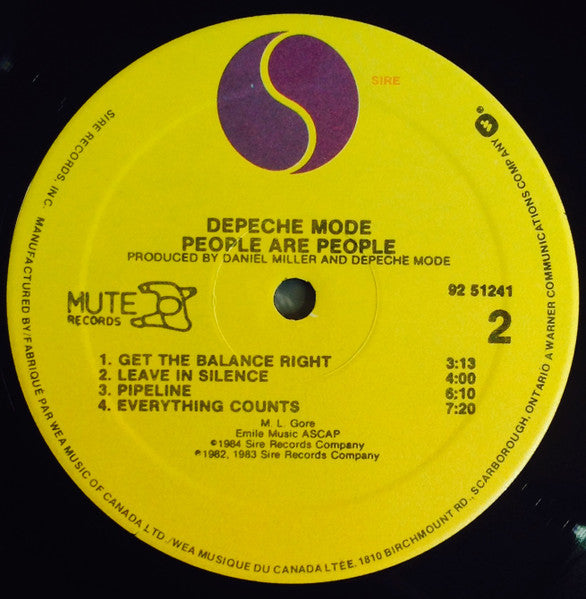 SIRE
DEPECHE MODE
PEOPLE ARE PEOPLE
PRODUCED BY DANIEL MILLER AND DEPECHE MODE
MUTE
RECORDS
92 51241
2
1. GET THE BALANCE RIGHT 3:13
2. LEAVE IN SILENCE 4:00
3. PIPELINE 6:10
4. EVERYTHING COUNTS 7:20
M. L. Gore
Emile Music ASCAP
©1984 Sire Records Company
℗1982, 1983 Sire Records Company
SIRE RECORDS, INC. MANUFACTURED BY/FABRIQUÉ PAR WEA MUSIC OF CANADA LTD./WEA MUSIQUE DU CANADA LTÉE. 1810 BIRCHMOUNT RD., SCARBOROUGH, ONTARIO A WARNER COMMUNICATIONS COMPANY